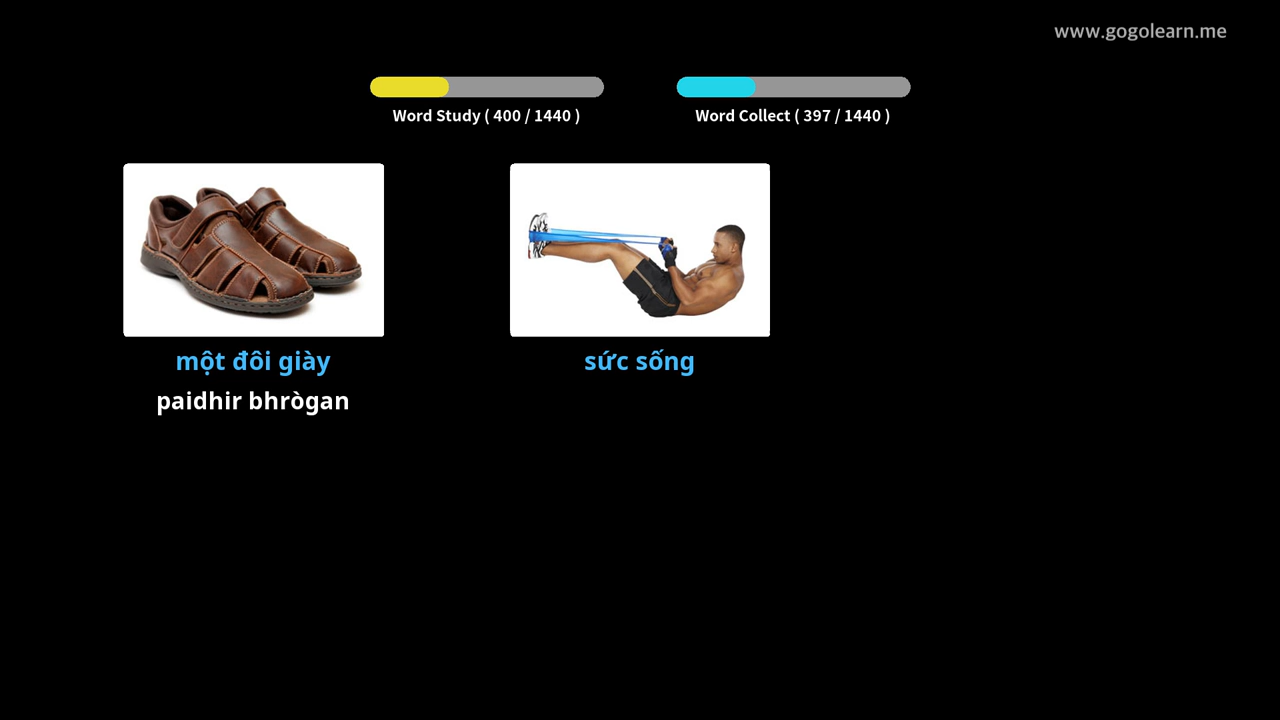 www.gogolearn.me
Word Study ( 400 / 1440 )
Word Collect ( 397 / 1440 )
một đôi giày
sức sống
paidhir bhrògan